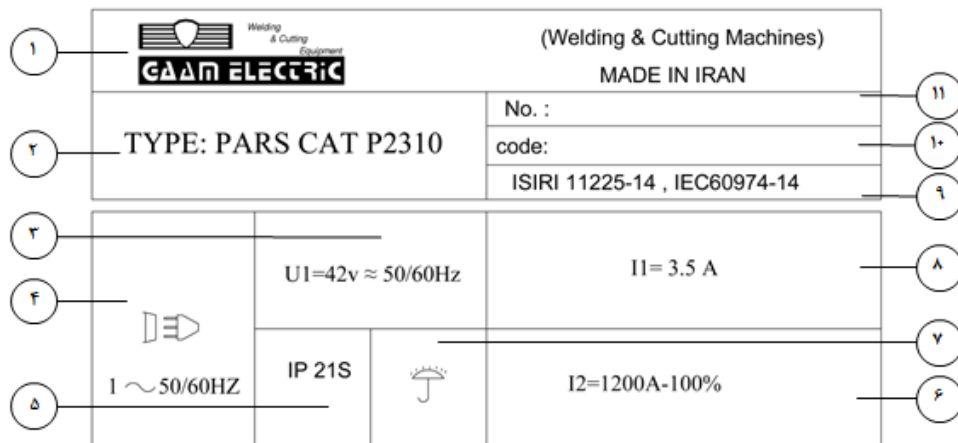 ۱
Welding
& Cutting
Equipment
GAAM ELECTRIC
(Welding & Cutting Machines)
MADE IN IRAN
۱۱
No. :
۲
TYPE: PARS CAT P2310
code:
۱۰
ISIRI 11225-14 , IEC60974-14
۹
۳
U1=42v ≈ 50/60Hz
I1= 3.5 A
۸
۴
1 ～ 50/60HZ
۷
IP 21S
I2=1200A-100%
۵
۶